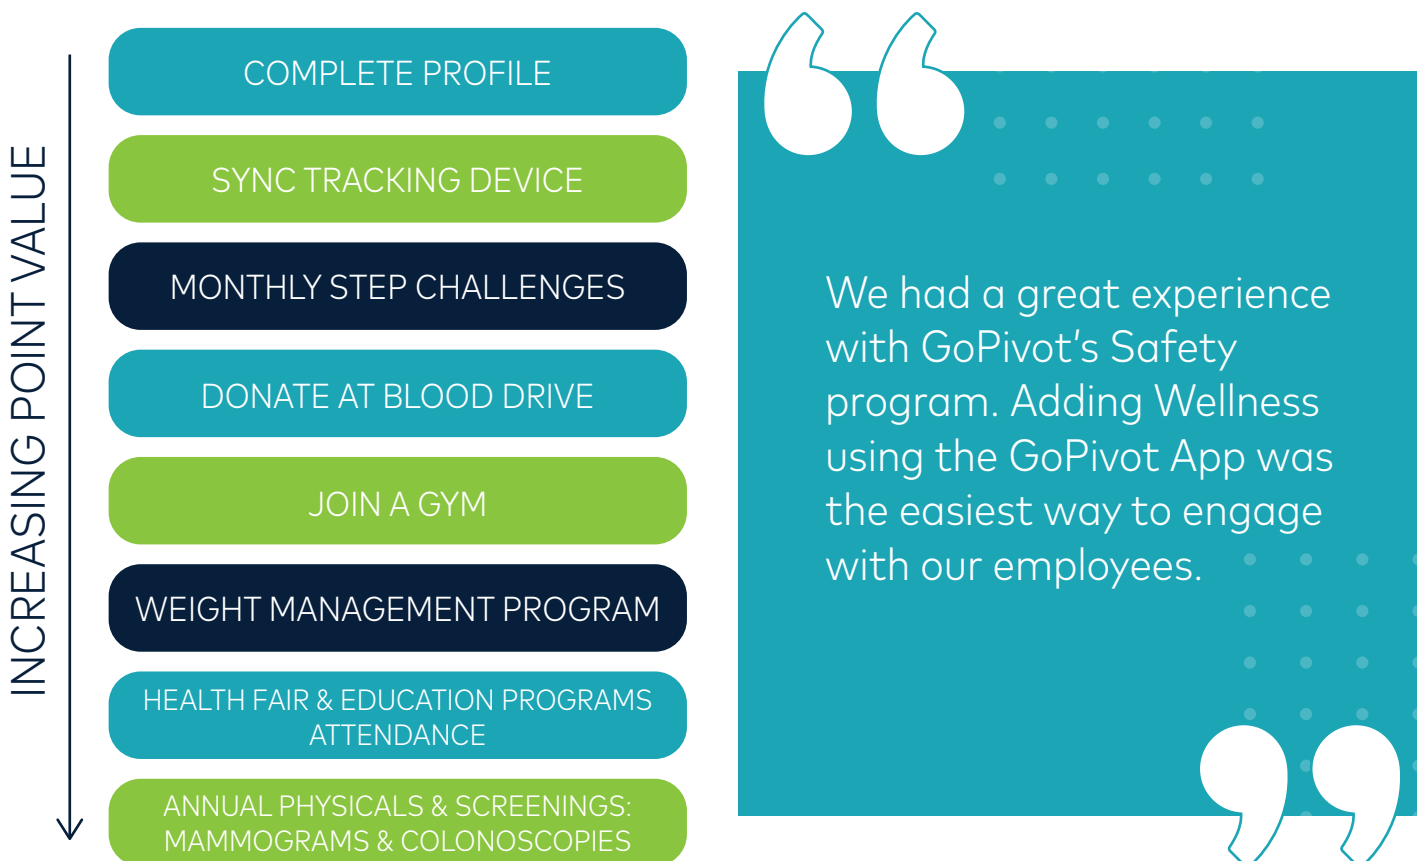 INCREASING POINT VALUE
COMPLETE PROFILE
SYNC TRACKING DEVICE
MONTHLY STEP CHALLENGES
DONATE AT BLOOD DRIVE
JOIN A GYM
WEIGHT MANAGEMENT PROGRAM
HEALTH FAIR & EDUCATION PROGRAMS
ATTENDANCE
ANNUAL PHYSICALS & SCREENINGS:
MAMMOGRAMS & COLONOSCOPIES
We had a great experience
with GoPivot's Safety
program. Adding Wellness
using the GoPivot App was
the easiest way to engage
with our employees.